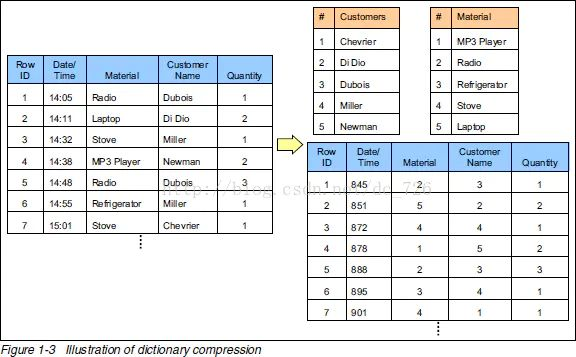 # Customers
1 Chevrier
2 Di Dio
3 Dubois
4 Miller
5 Newman
# Material
1 MP3 Player
2 Radio
3 Refrigerator
4 Stove
5 Laptop
Row ID Date/Time Material Customer Name Quantity
1 14:05 Radio Dubois 1
2 14:11 Laptop Di Dio 2
3 14:32 Stove Miller 1
4 14:38 MP3 Player Newman 2
5 14:48 Radio Dubois 3
6 14:55 Refrigerator Miller 1
7 15:01 Stove Chevrier 1
Row ID Date/Time Material Customer Name Quantity
1 845 2 3 1
2 851 5 2 2
3 872 4 4 1
4 878 1 5 2
5 888 2 3 3
6 895 3 4 1
7 901 4 1 1
http://blog.csdn.net/dc_726
Figure 1-3 Illustration of dictionary compression